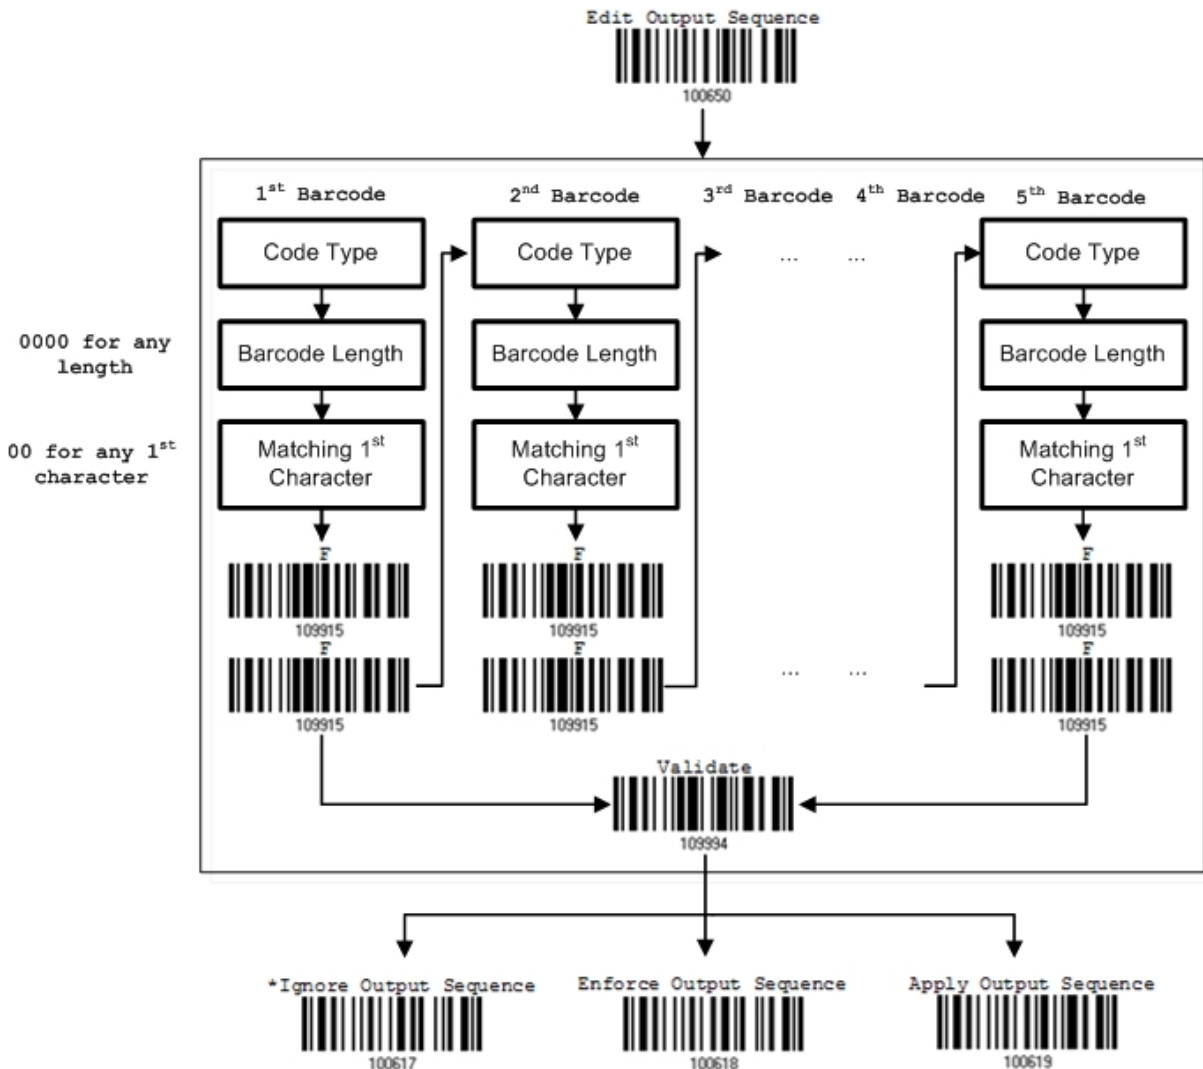 Edit Output Sequence
100650
1st Barcode
2nd Barcode
3rd Barcode
4th Barcode
5th Barcode
Code Type
Code Type
... ...
Code Type
0000 for any
length
Barcode Length
Barcode Length
Barcode Length
00 for any 1st
character
Matching 1st
Character
Matching 1st
Character
Matching 1st
Character
F
F
F
109915
109915
109915
F
F
F
... ...
109915
109915
109915
Validate
109994
*Ignore Output Sequence
Enforce Output Sequence
Apply Output Sequence
100617
100618
100619